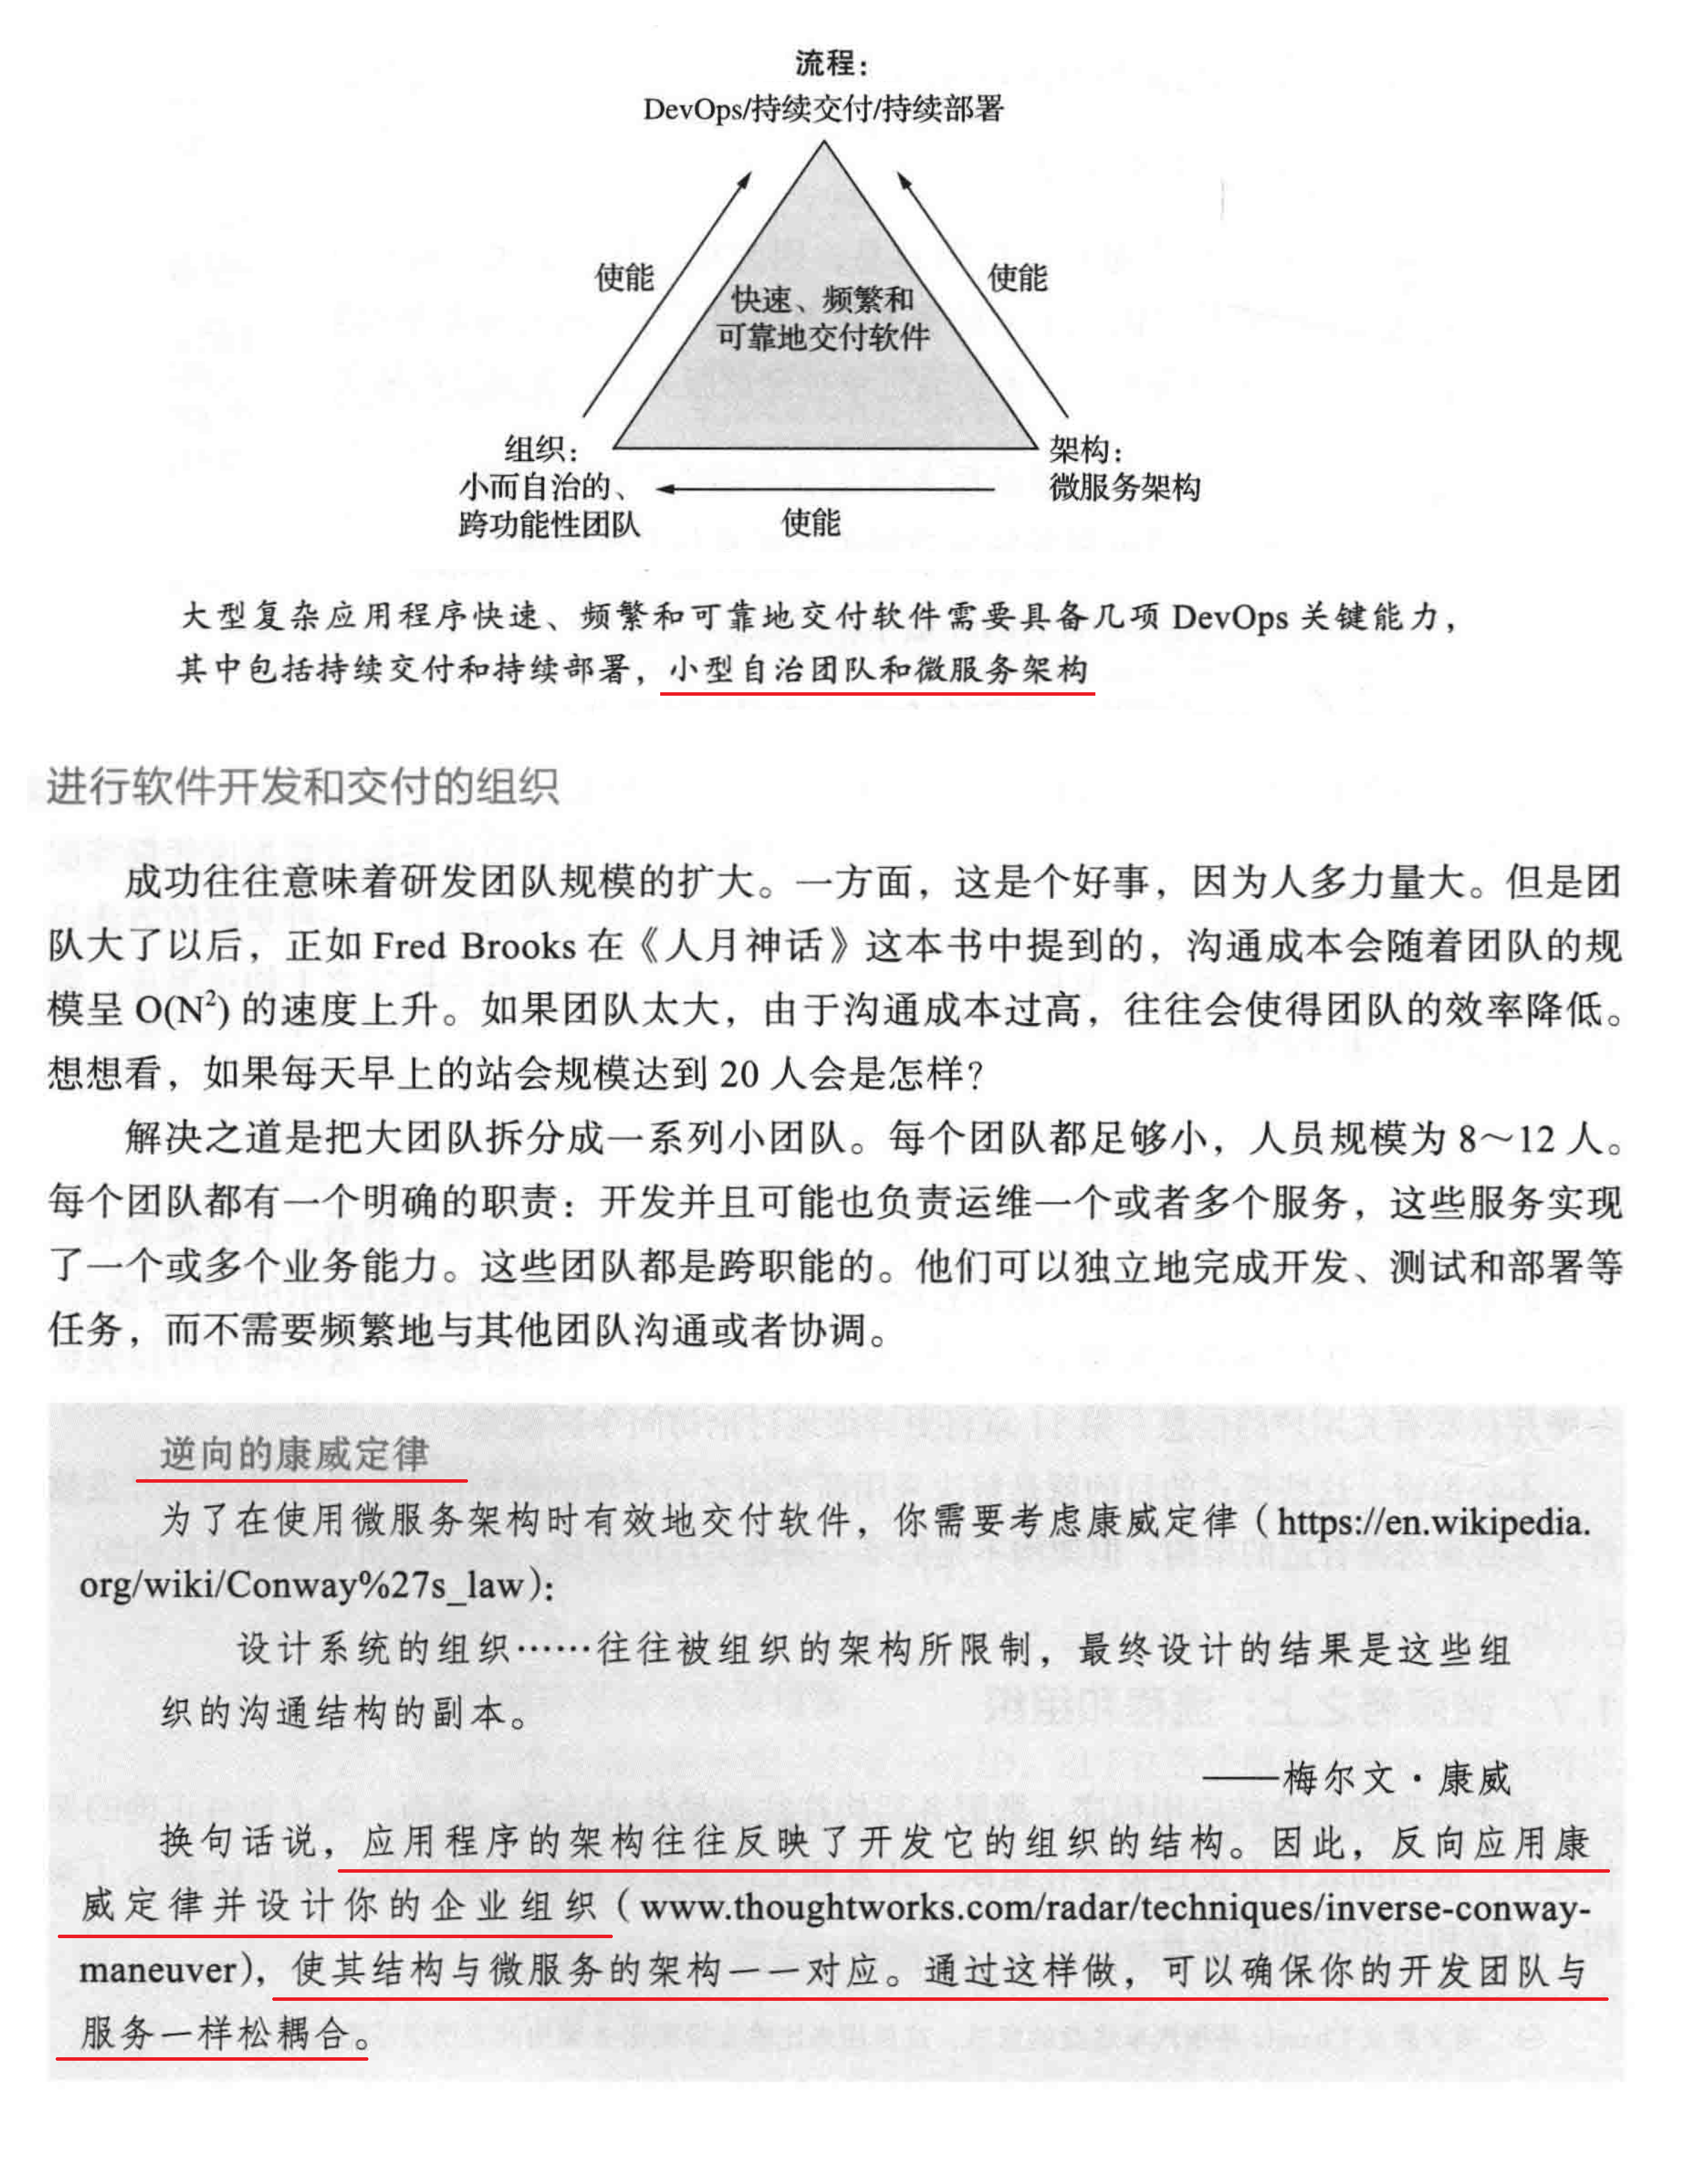 流程：
DevOps/持续交付/持续部署
使能
使能
快速、频繁和
可靠地交付软件
组织：
小而自治的、
跨功能性团队
架构：
微服务架构
使能
大型复杂应用程序快速、频繁和可靠地交付软件需要具备几项 DevOps 关键能力，
其中包括持续交付和持续部署，小型自治团队和微服务架构
进行软件开发和交付的组织
成功往往意味着研发团队规模的扩大。一方面，这是个好事，因为人多力量大。但是团
队大了以后，正如 Fred Brooks 在《人月神话》这本书中提到的，沟通成本会随着团队的规
模呈 O(N²) 的速度上升。如果团队太大，由于沟通成本过高，往往会使得团队的效率降低。
想想看，如果每天早上的站会规模达到 20 人会是怎样？
解决之道是把大团队拆分成一系列小团队。每个团队都足够小，人员规模为 8～12 人。
每个团队都有一个明确的职责：开发并且可能也负责运维一个或者多个服务，这些服务实现
了一个或多个业务能力。这些团队都是跨职能的。他们可以独立地完成开发、测试和部署等
任务，而不需要频繁地与其他团队沟通或者协调。
逆向的康威定律
为了在使用微服务架构时有效地交付软件，你需要考虑康威定律（https://en.wikipedia.
org/wiki/Conway%27s_law）：
设计系统的组织……往往被组织的架构所限制，最终设计的结果是这些组
织的沟通结构的副本。
——梅尔文·康威
换句话说，应用程序的架构往往反映了开发它的组织的结构。因此，反向应用康
威定律并设计你的企业组织（www.thoughtworks.com/radar/techniques/inverse-conway-
maneuver），使其结构与微服务的架构一一对应。通过这样做，可以确保你的开发团队与
服务一样松耦合。